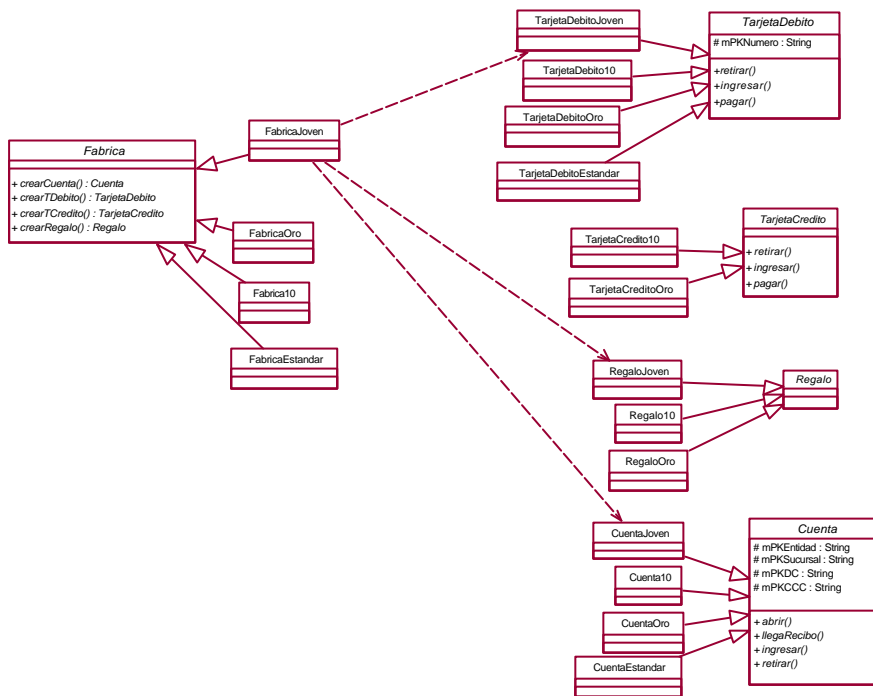 TarjetaDebitoJoven
TarjetaDebito
# mPKNumero : String
+retirar()
+ingresar()
+pagar()
TarjetaDebito10
TarjetaDebitoOro
TarjetaDebitoEstandar
FabricaJoven
Fabrica
+ crearCuenta() : Cuenta
+ crearTDebito() : TarjetaDebito
+ crearTCredito() : TarjetaCredito
+ crearRegalo() : Regalo
FabricaOro
Fabrica10
FabricaEstandar
TarjetaCredito10
TarjetaCreditoOro
TarjetaCredito
+ retirar()
+ ingresar()
+ pagar()
RegaloJoven
Regalo10
RegaloOro
Regalo
CuentaJoven
Cuenta10
CuentaOro
CuentaEstandar
Cuenta
# mPKEntidad : String
# mPKSucursal : String
# mPKDC : String
# mPKCCC : String
+ abrir()
+ llegaRecibo()
+ ingresar()
+ retirar()